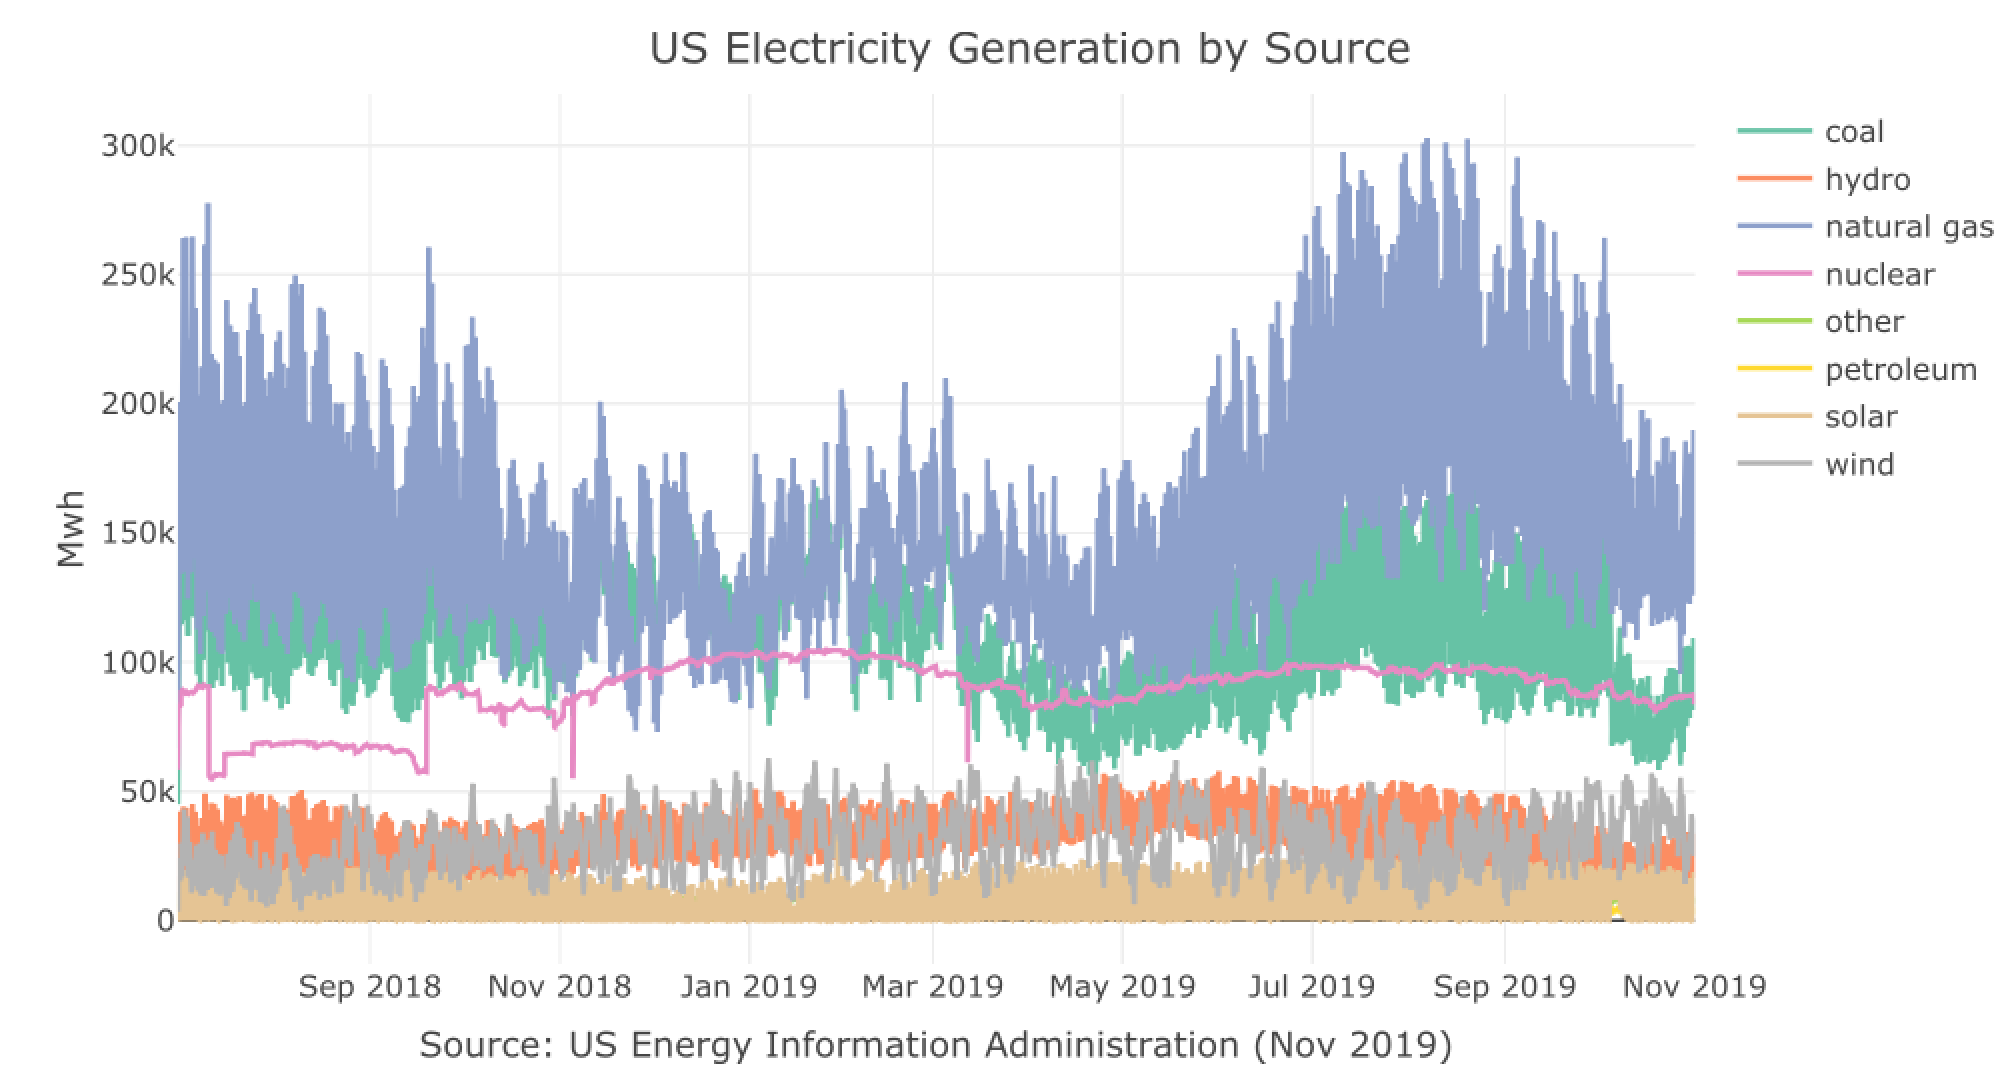 US Electricity Generation by Source
300k
250k
200k
150k
100k
50k
0
Mwh
coal
hydro
natural gas
nuclear
other
petroleum
solar
wind
Sep 2018 Nov 2018 Jan 2019 Mar 2019 May 2019 Jul 2019 Sep 2019 Nov 2019
Source: US Energy Information Administration (Nov 2019)